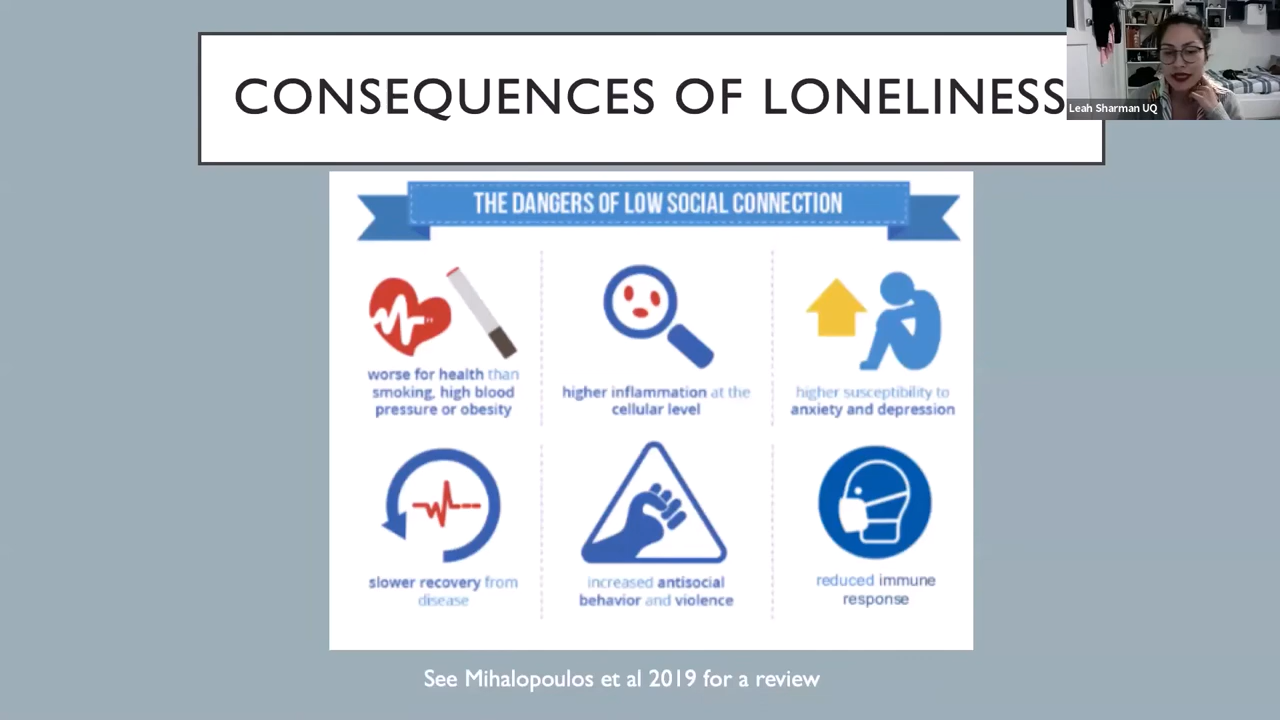 CONSEQUENCES OF LONELINESS
Leah Sharman UQ
THE DANGERS OF LOW SOCIAL CONNECTION
worse for health than
smoking, high blood
pressure or obesity
higher inflammation at the
cellular level
higher susceptibility to
anxiety and depression
slower recovery from
disease
increased antisocial
behavior and violence
reduced immune
response
See Mihalopoulos et al 2019 for a review